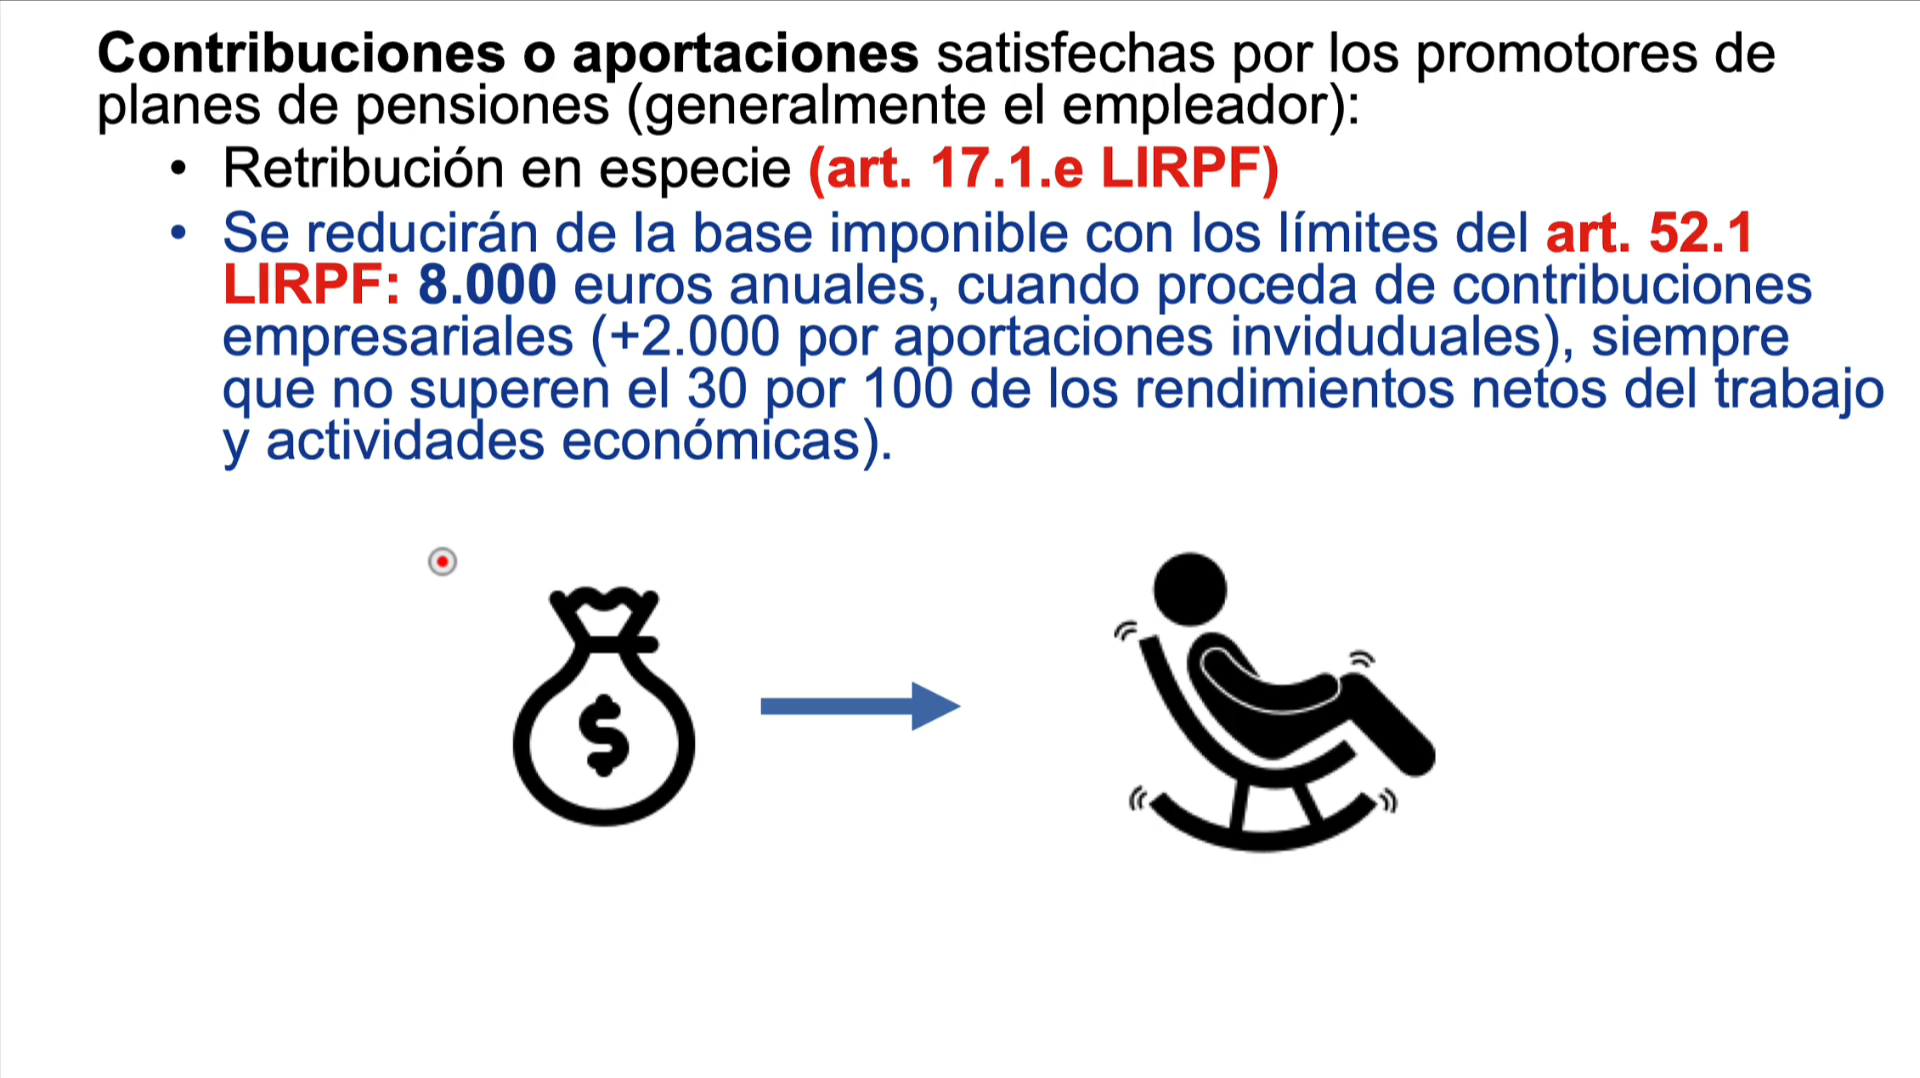 Contribuciones o aportaciones satisfechas por los promotores de
planes de pensiones (generalmente el empleador):
• Retribución en especie (art. 17.1.e LIRPF)
• Se reducirán de la base imponible con los límites del art. 52.1
LIRPF: 8.000 euros anuales, cuando proceda de contribuciones
empresariales (+2.000 por aportaciones inviduduales), siempre
que no superen el 30 por 100 de los rendimientos netos del trabajo
y actividades económicas).
$